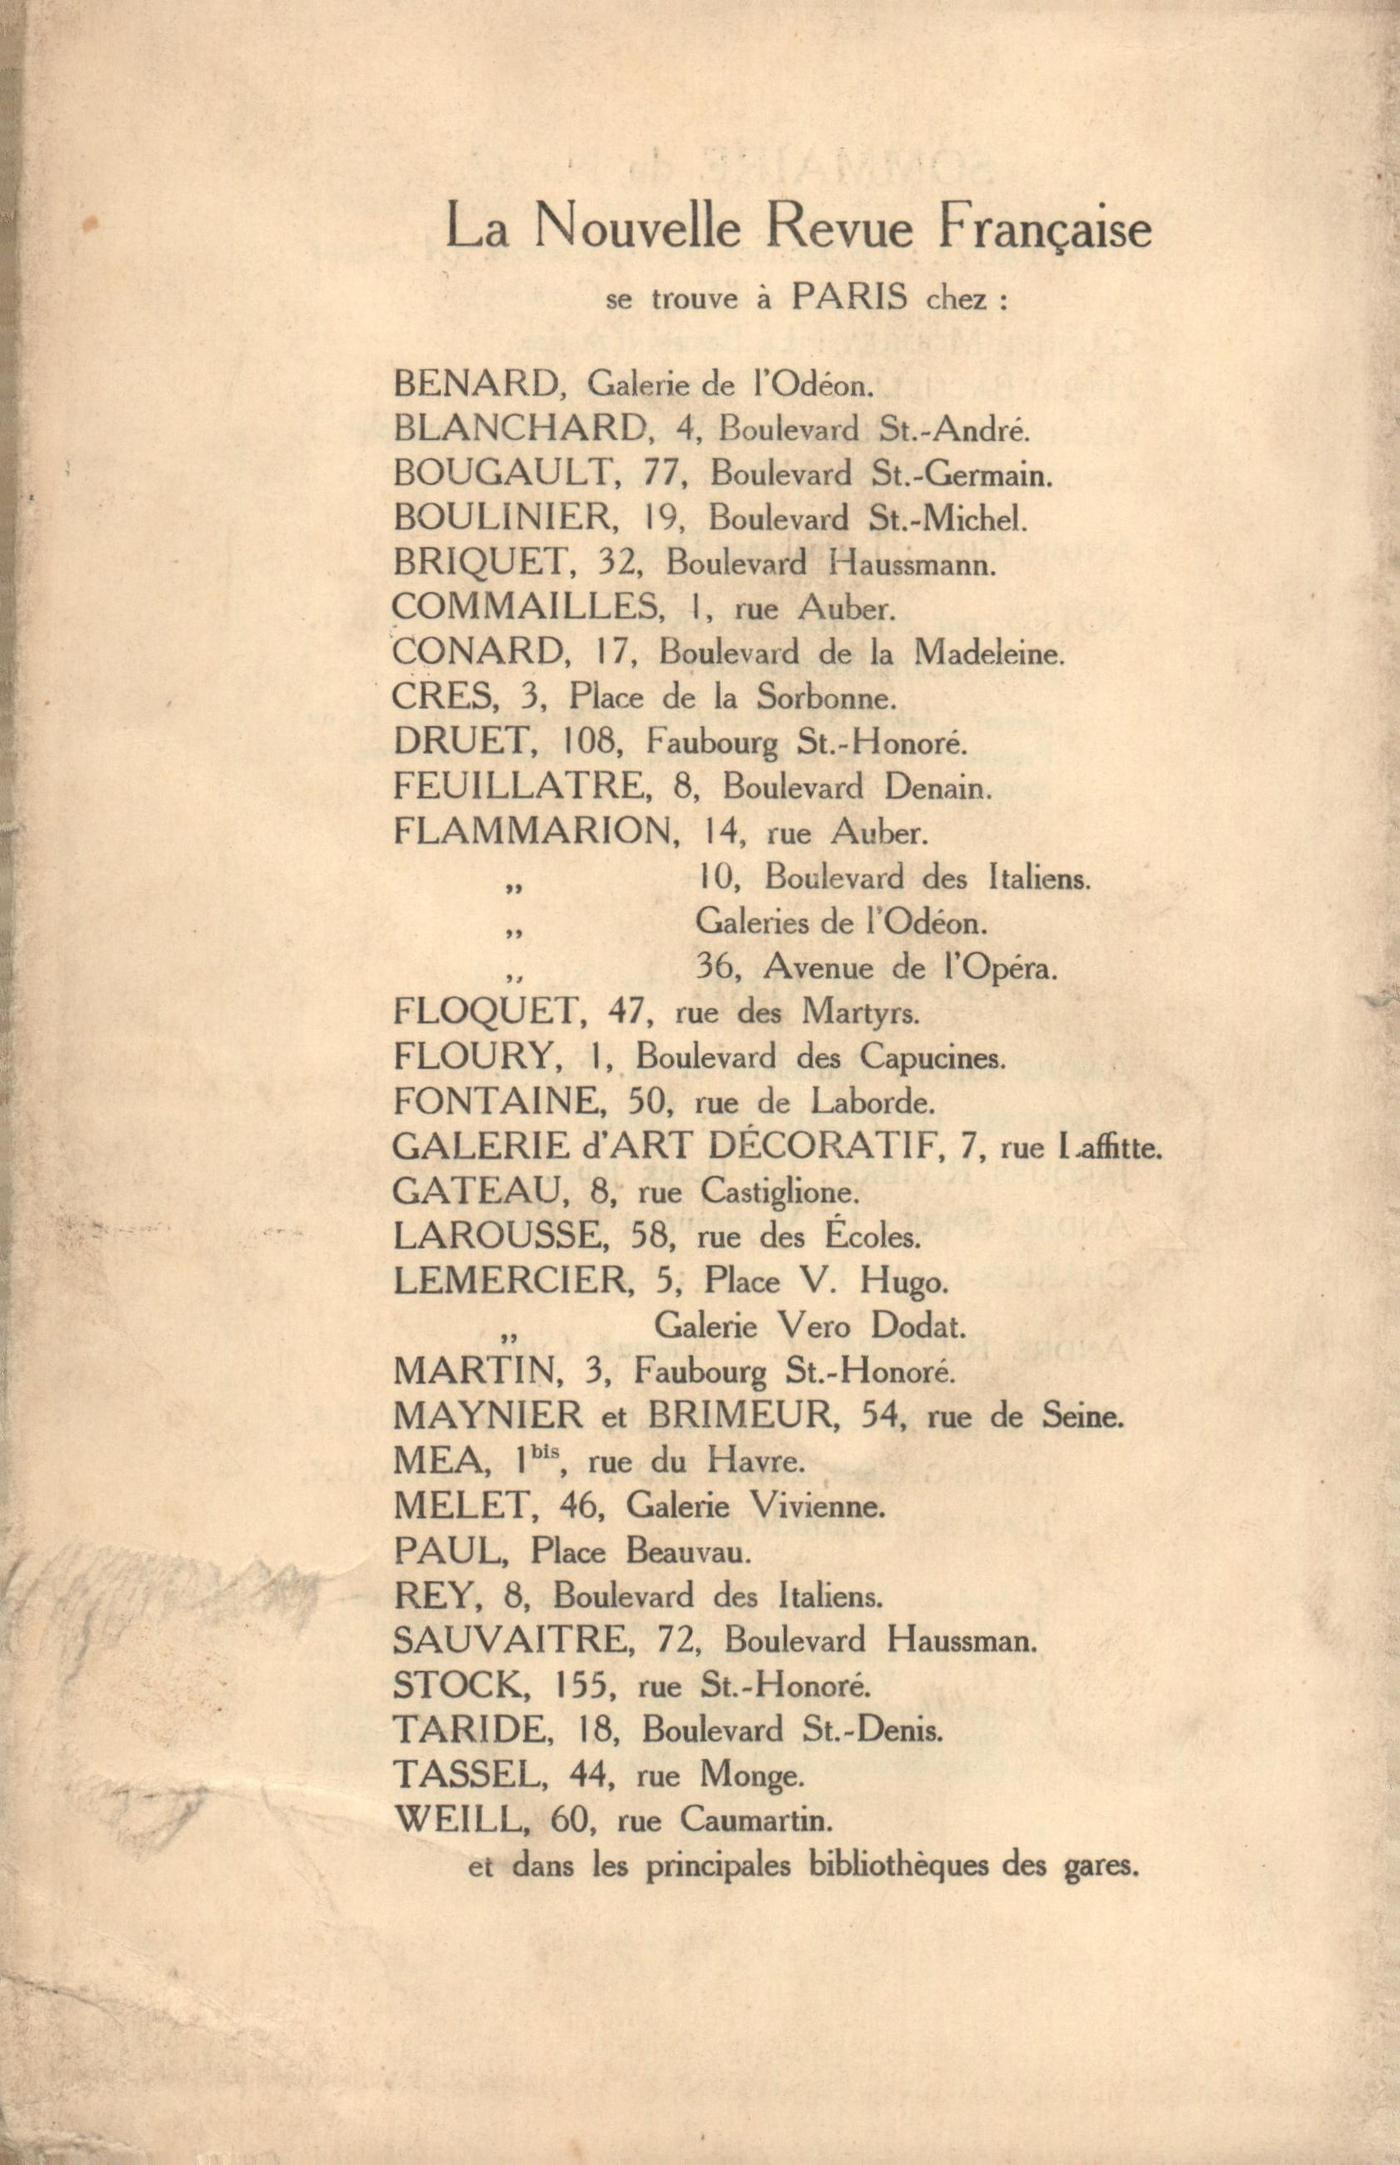 La Nouvelle Revue Française
se trouve à PARIS chez :
BENARD, Galerie de l'Odéon.
BLANCHARD, 4, Boulevard St.-André.
BOUGAULT, 77, Boulevard St.-Germain.
BOULINIER, 19, Boulevard St.-Michel.
BRIQUET, 32, Boulevard Haussmann.
COMMAILLES, 1, rue Auber.
CONARD, 17, Boulevard de la Madeleine.
CRES, 3, Place de la Sorbonne.
DRUET, 108, Faubourg St.-Honoré.
FEUILLATRE, 8, Boulevard Denain.
FLAMMARION, 14, rue Auber.
„ 10, Boulevard des Italiens.
„ Galeries de l'Odéon.
„ 36, Avenue de l'Opéra.
FLOQUET, 47, rue des Martyrs.
FLOURY, 1, Boulevard des Capucines.
FONTAINE, 50, rue de Laborde.
GALERIE d'ART DÉCORATIF, 7, rue Laffitte.
GATEAU, 8, rue Castiglione.
LAROUSSE, 58, rue des Écoles.
LEMERCIER, 5, Place V. Hugo.
„ Galerie Vero Dodat.
MARTIN, 3, Faubourg St.-Honoré.
MAYNIER et BRIMEUR, 54, rue de Seine.
MEA, 1bis, rue du Havre.
MELET, 46, Galerie Vivienne.
PAUL, Place Beauvau.
REY, 8, Boulevard des Italiens.
SAUVAITRE, 72, Boulevard Haussman.
STOCK, 155, rue St.-Honoré.
TARIDE, 18, Boulevard St.-Denis.
TASSEL, 44, rue Monge.
WEILL, 60, rue Caumartin.
et dans les principales bibliothèques des gares.